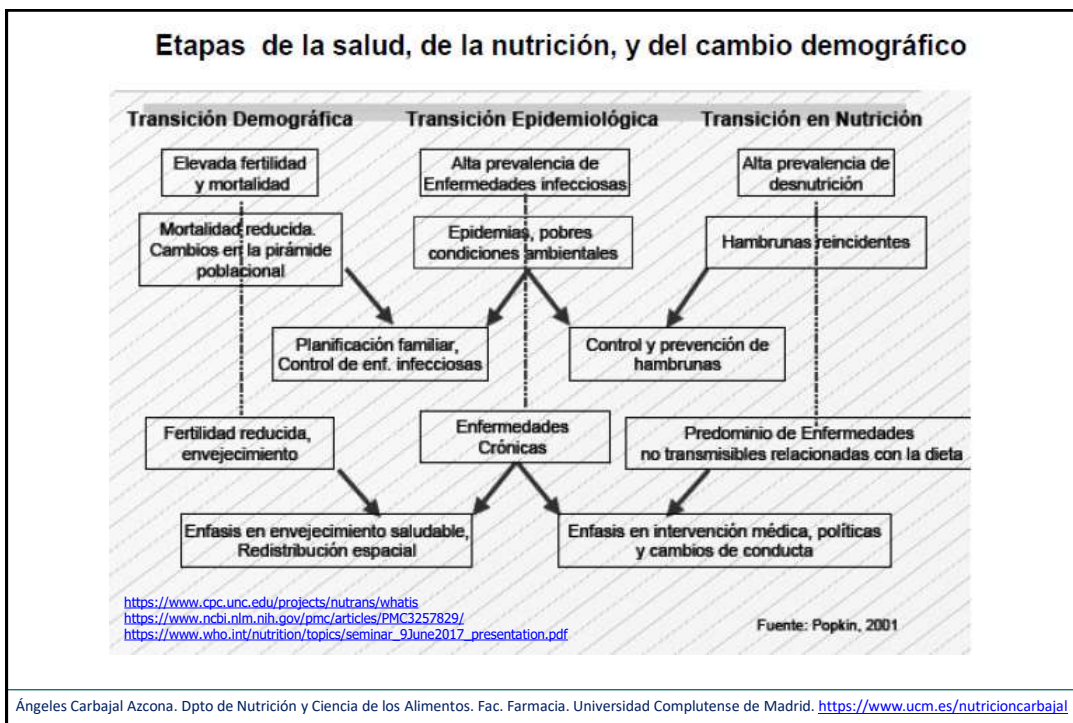 Etapas de la salud, de la nutrición, y del cambio demográfico
Transición Demográfica
Transición Epidemiológica
Transición en Nutrición
Elevada fertilidad
y mortalidad
Alta prevalencia de
Enfermedades infecciosas
Alta prevalencia de
desnutrición
Mortalidad reducida.
Cambios en la pirámide
poblacional
Epidemias, pobres
condiciones ambientales
Hambrunas reincidentes
Planificación familiar,
Control de enf. infecciosas
Control y prevención de
hambrunas
Fertilidad reducida,
envejecimiento
Enfermedades
Crónicas
Predominio de Enfermedades
no transmisibles relacionadas con la dieta
Enfasis en envejecimiento saludable,
Redistribución espacial
Enfasis en intervención médica, políticas
y cambios de conducta
https://www.cpc.unc.edu/projects/nutrans/whatis
https://www.ncbi.nlm.nih.gov/pmc/articles/PMC3257829/
https://www.who.int/nutrition/topics/seminar_9June2017_presentation.pdf
Fuente: Popkin, 2001
Ángeles Carbajal Azcona. Dpto de Nutrición y Ciencia de los Alimentos. Fac. Farmacia. Universidad Complutense de Madrid. https://www.ucm.es/nutricioncarbajal